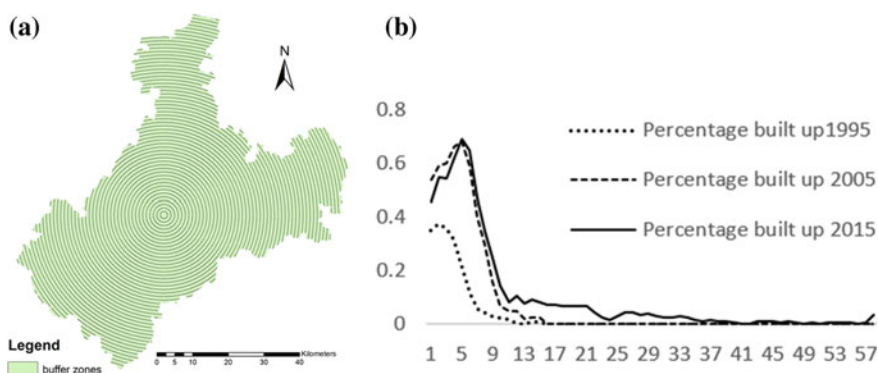 (a)
N
Legend
buffer zones
0 5 10 20 30 40
Kilometers
(b)
0.8
0.6
0.4
0.2
0
Percentage built up1995
Percentage built up 2005
Percentage built up 2015
1 5 9 13 17 21 25 29 33 37 41 45 49 53 57